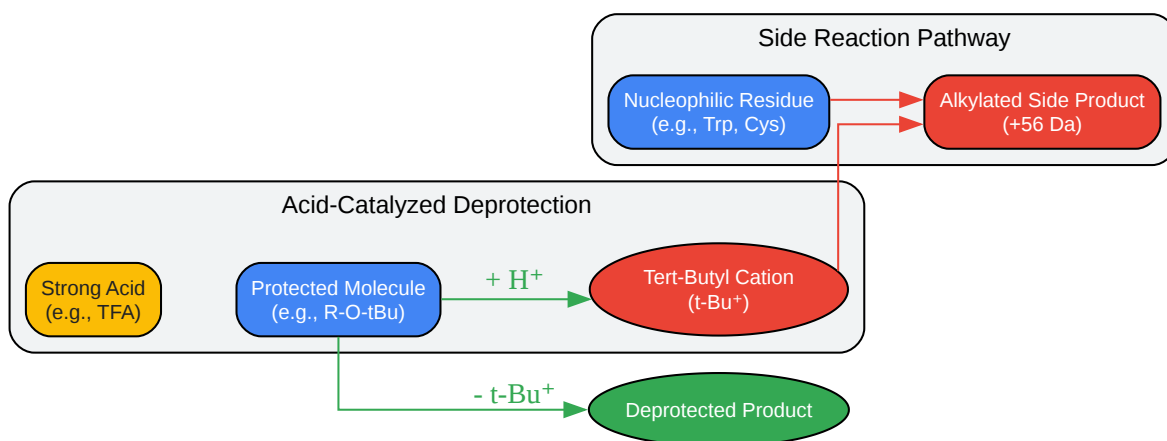 Side Reaction Pathway
Nucleophilic Residue
(e.g., Trp, Cys)
Alkylated Side Product
(+56 Da)
Acid-Catalyzed Deprotection
Strong Acid
(e.g., TFA)
Protected Molecule
(e.g., R-O-tBu)
+ H⁺
Tert-Butyl Cation
(t-Bu⁺)
- t-Bu⁺
Deprotected Product